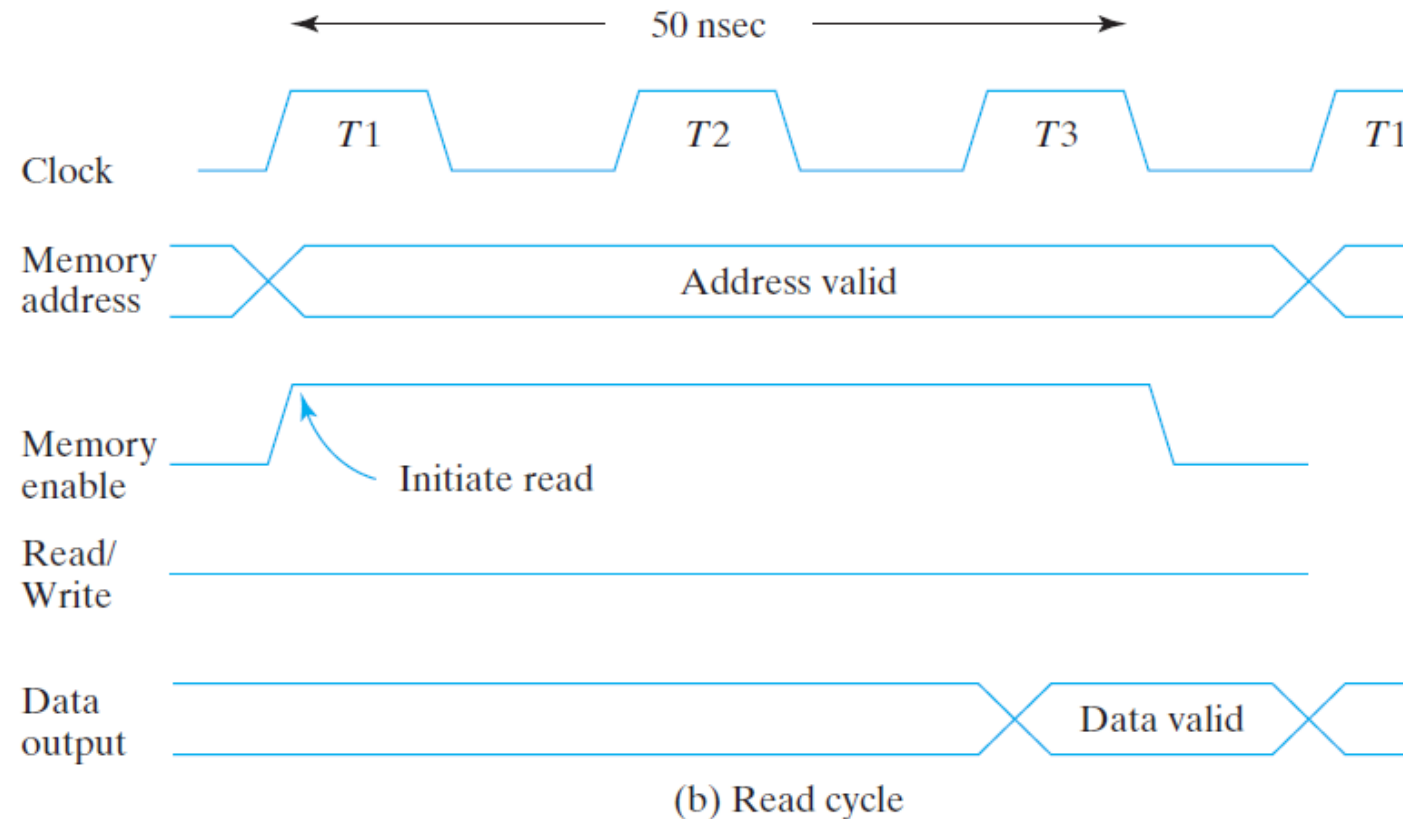 50 nsec
T1 T2 T3 T1
Clock
Memory
address
Address valid
Memory
enable
Initiate read
Read/
Write
Data
output
Data valid
(b) Read cycle